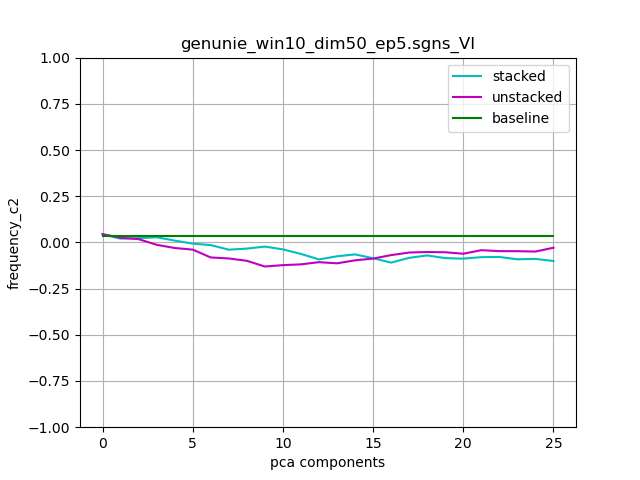 genunie_win10_dim50_ep5.sgns_VI
stacked
unstacked
baseline
1.00
0.75
0.50
0.25
0.00
−0.25
−0.50
−0.75
−1.00
frequency_c2
0 5 10 15 20 25
pca components